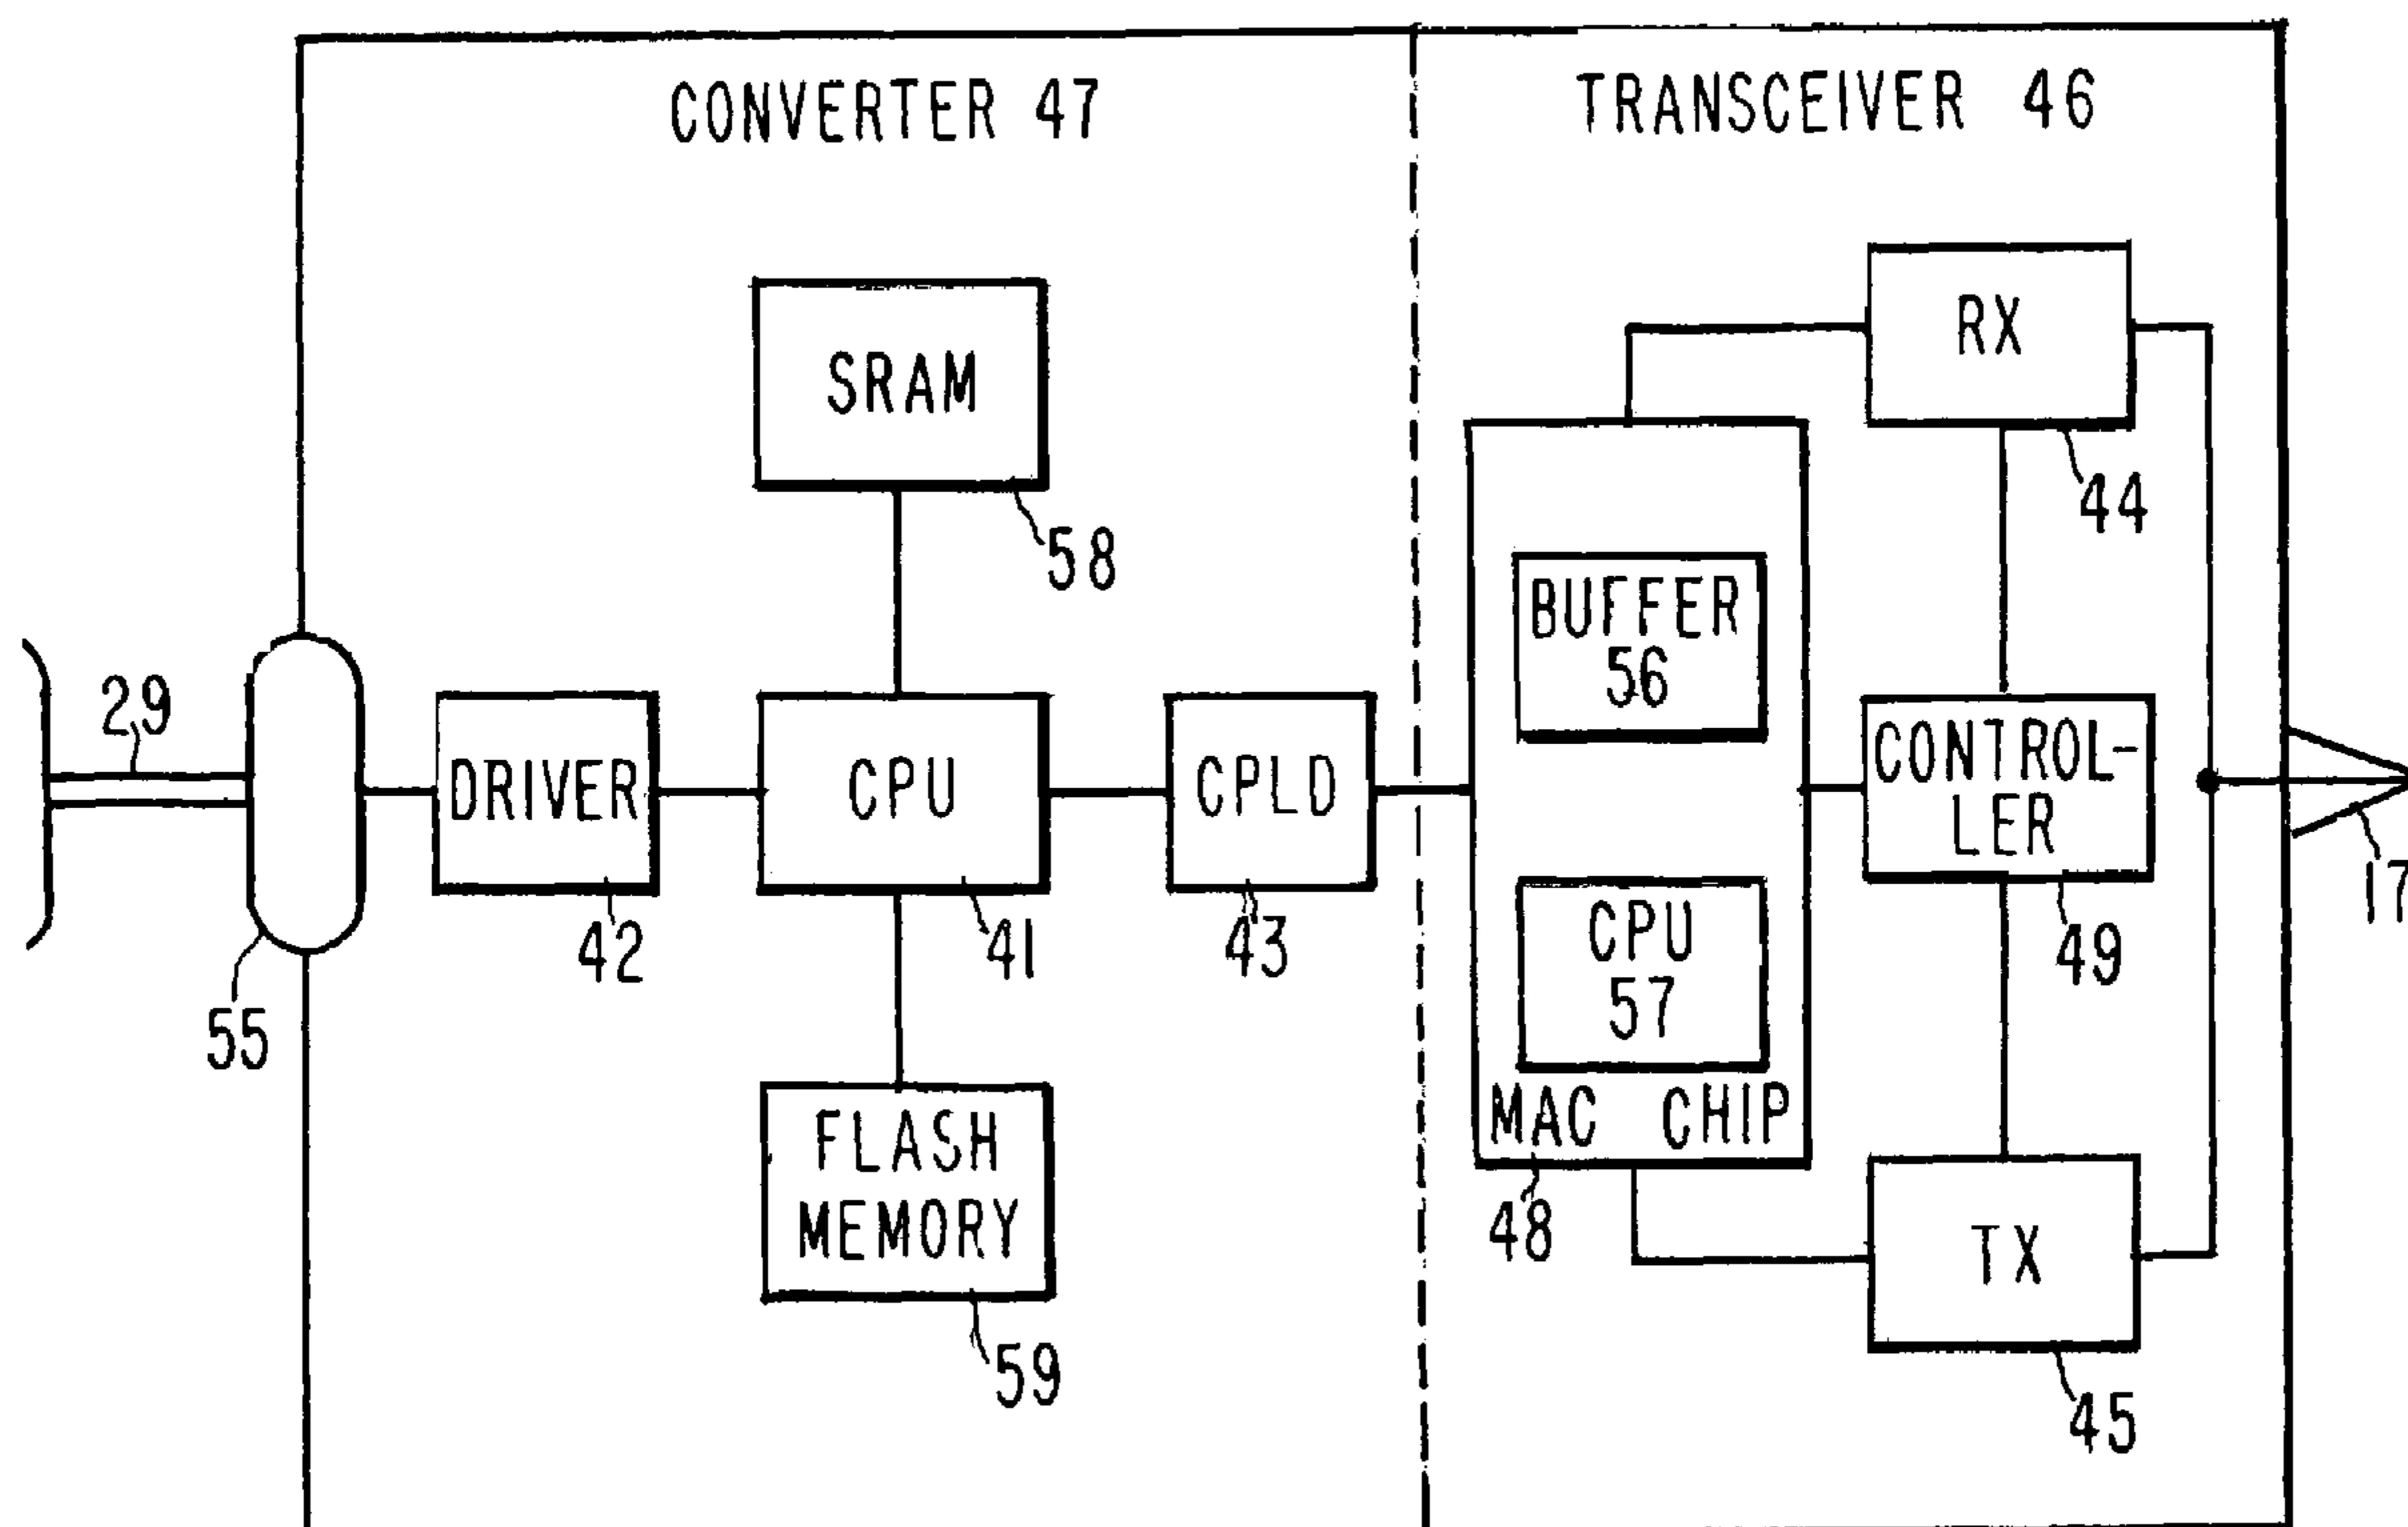 CONVERTER 47
TRANSCEIVER 46
SRAM
58
RX
44
BUFFER
56
29
DRIVER
42
CPU
41
CPLD
43
CONTROL-
LER
49
17
55
CPU
57
MAC CHIP
48
FLASH
MEMORY
59
TX
45